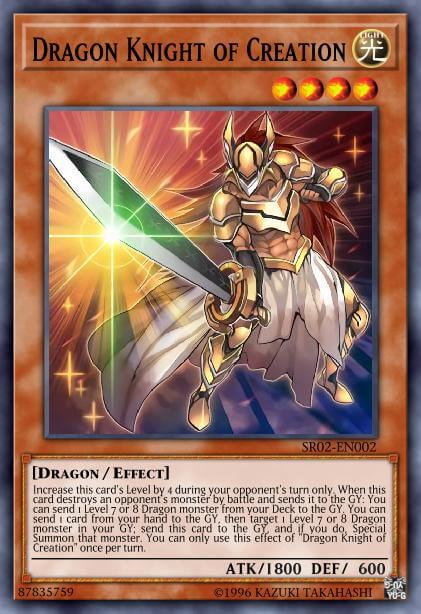 DRAGON KNIGHT OF CREATION
LIGHT
光
SR02-EN002
[DRAGON / EFFECT]
Increase this card's Level by 4 during your opponent's turn only. When this
card destroys an opponent's monster by battle and sends it to the GY: You
can send 1 Level 7 or 8 Dragon monster from your Deck to the GY. You can
send 1 card from your hand to the GY, then target 1 Level 7 or 8 Dragon
monster in your GY; send this card to the GY, and if you do, Special
Summon that monster. You can only use this effect of "Dragon Knight of
Creation" once per turn.
ATK/1800 DEF/ 600
87835759
©1996 KAZUKI TAKAHASHI